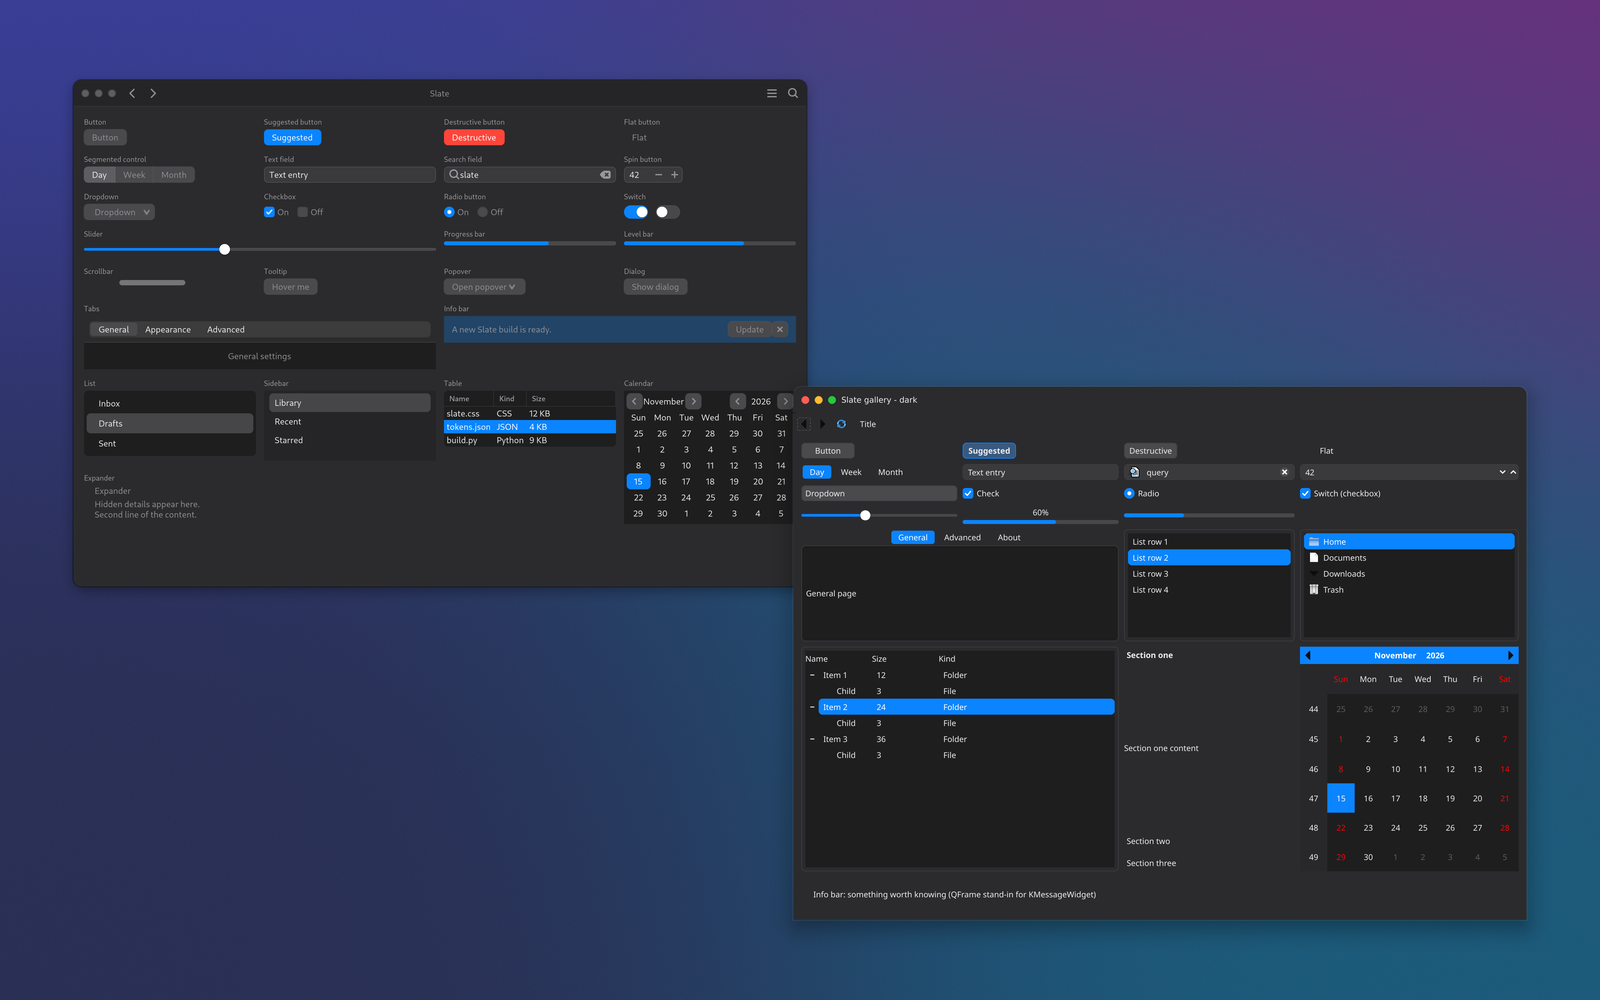 Slate
Button Suggested button Destructive button Flat button
Button Suggested Destructive Flat
Segmented control Text field Search field Spin button
Day Week Month Text entry slate 42
Dropdown Checkbox Radio button Switch
Dropdown On Off On Off
Slider Progress bar Level bar
Scrollbar Tooltip Popover Dialog
Hover me Open popover Show dialog
Tabs Info bar
General Appearance Advanced A new Slate build is ready. Update
General settings
List Sidebar Table Calendar
Inbox
Drafts
Sent
Library
Recent
Starred
Name Kind Size
slate.css CSS 12 KB
tokens.json JSON 4 KB
build.py Python 9 KB
November 2026
Sun Mon Tue Wed Thu Fri Sat
25 26 27 28 29 30 31
1 2 3 4 5 6 7
8 9 10 11 12 13 14
15 16 17 18 19 20 21
22 23 24 25 26 27 28
29 30 1 2 3 4 5
Expander
Expander
Hidden details appear here.
Second line of the content.
Slate gallery - dark
Title
Button Suggested Destructive Flat
Day Week Month Text entry query 42
Dropdown Check Radio Switch (checkbox)
60%
General Advanced About
General page
List row 1
List row 2
List row 3
List row 4
Home
Documents
Downloads
Trash
Name Size Kind
Item 1 12 Folder
Child 3 File
Item 2 24 Folder
Child 3 File
Item 3 36 Folder
Child 3 File
Section one
Section one content
Section two
Section three
November 2026
Sun Mon Tue Wed Thu Fri Sat
44 25 26 27 28 29 30 31
45 1 2 3 4 5 6 7
46 8 9 10 11 12 13 14
47 15 16 17 18 19 20 21
48 22 23 24 25 26 27 28
49 29 30 1 2 3 4 5
Info bar: something worth knowing (QFrame stand-in for KMessageWidget)